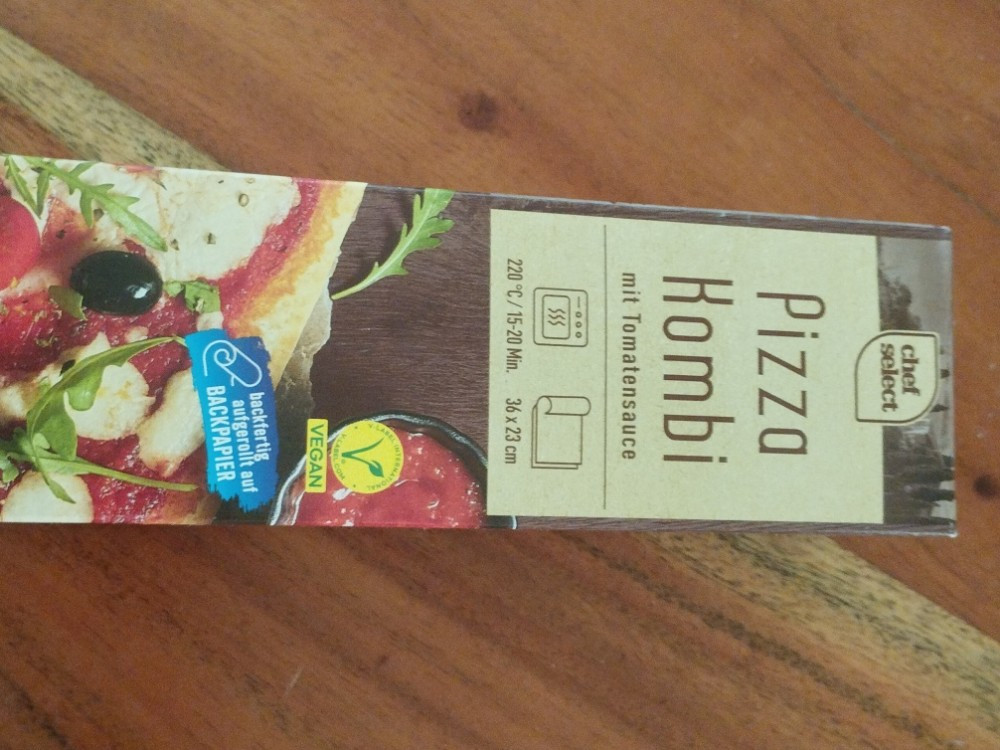 chef
select
Pizza
Kombi
mit Tomatensauce
220 °C / 15-20 Min.
36 x 23 cm
VEGAN
backfertig
aufgerollt auf
BACKPAPIER